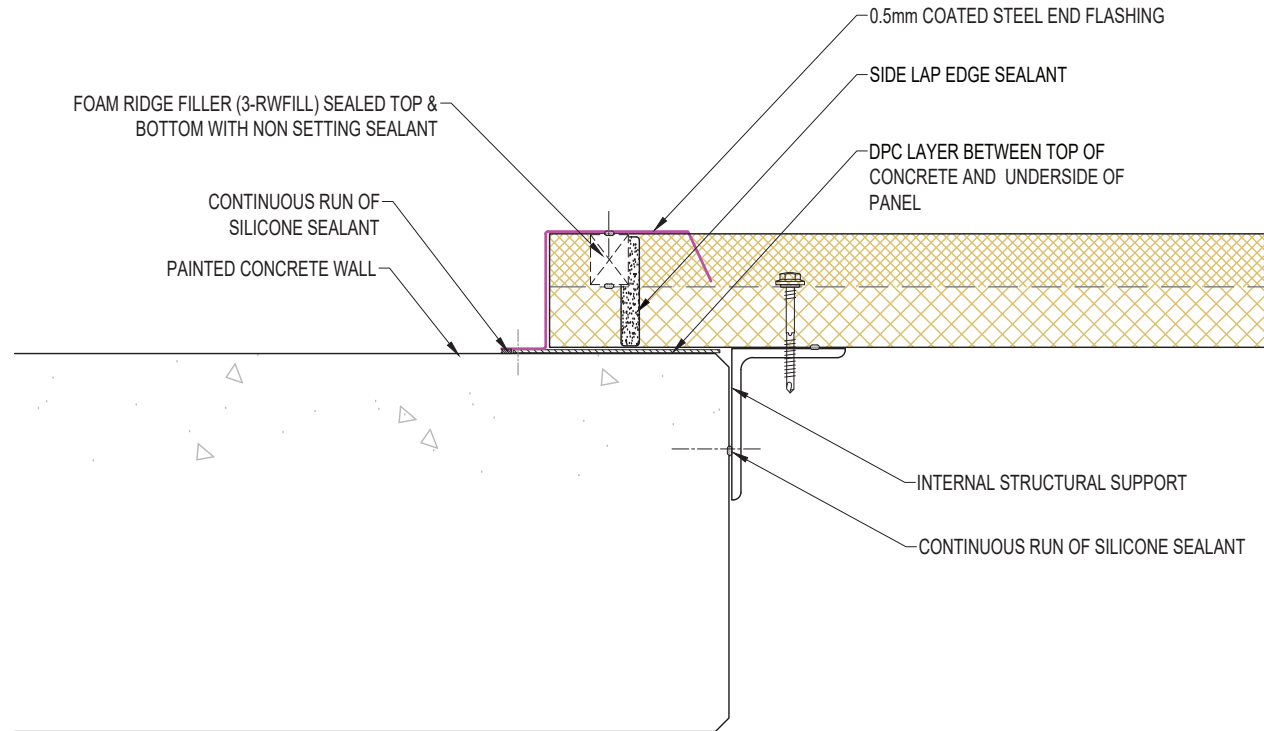 0.5mm COATED STEEL END FLASHING
SIDE LAP EDGE SEALANT
FOAM RIDGE FILLER (3-RWFILL) SEALED TOP &
BOTTOM WITH NON SETTING SEALANT
DPC LAYER BETWEEN TOP OF
CONCRETE AND UNDERSIDE OF
PANEL
CONTINUOUS RUN OF
SILICONE SEALANT
PAINTED CONCRETE WALL
INTERNAL STRUCTURAL SUPPORT
CONTINUOUS RUN OF SILICONE SEALANT